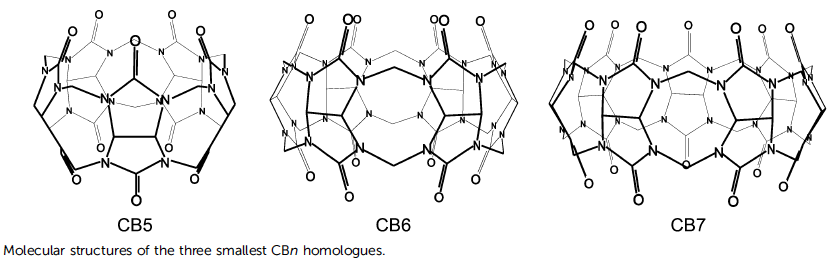 CB5 CB6 CB7
Molecular structures of the three smallest CBn homologues.